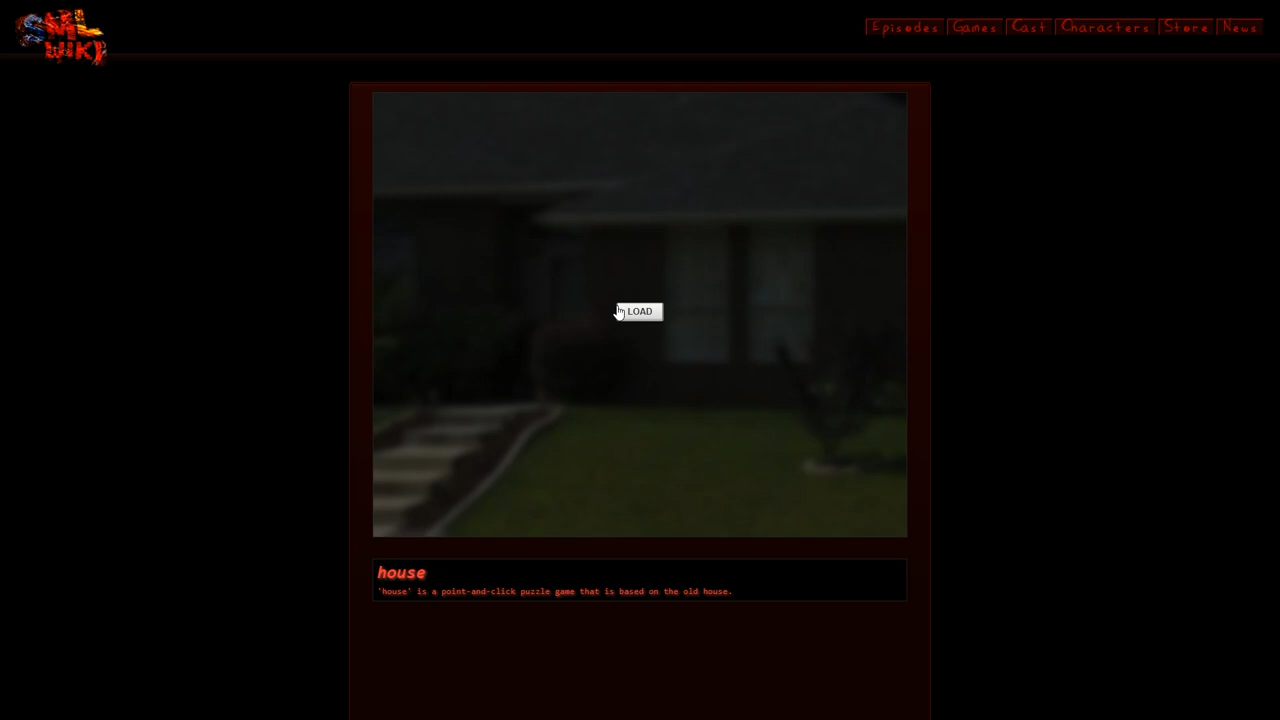 SML
WIKI
Episodes Games Cast Characters Store News
LOAD
house
'house' is a point-and-click puzzle game that is based on the old house.